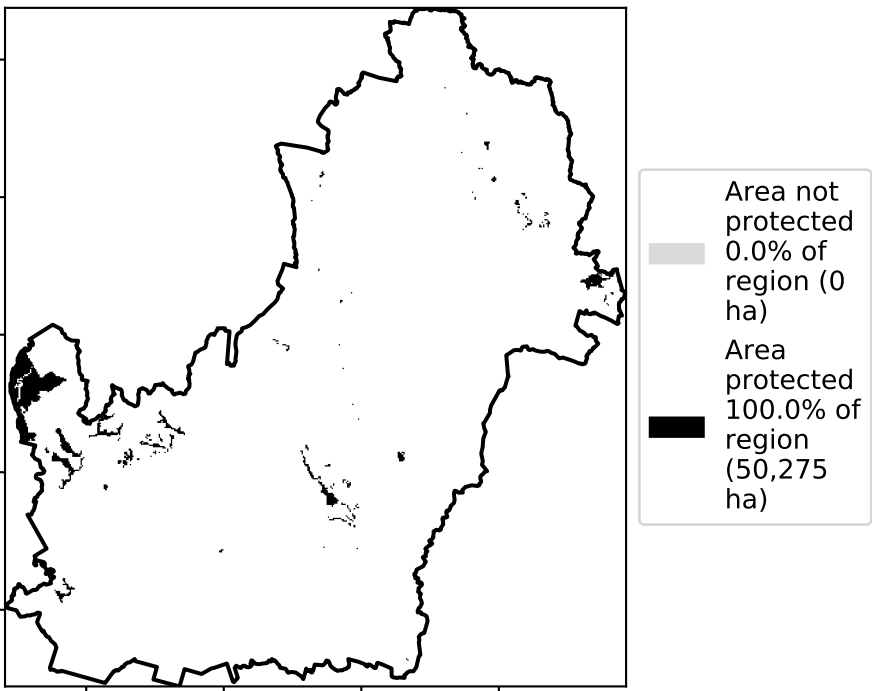 Area not
protected
0.0% of
region (0
ha)
Area
protected
100.0% of
region
(50,275
ha)